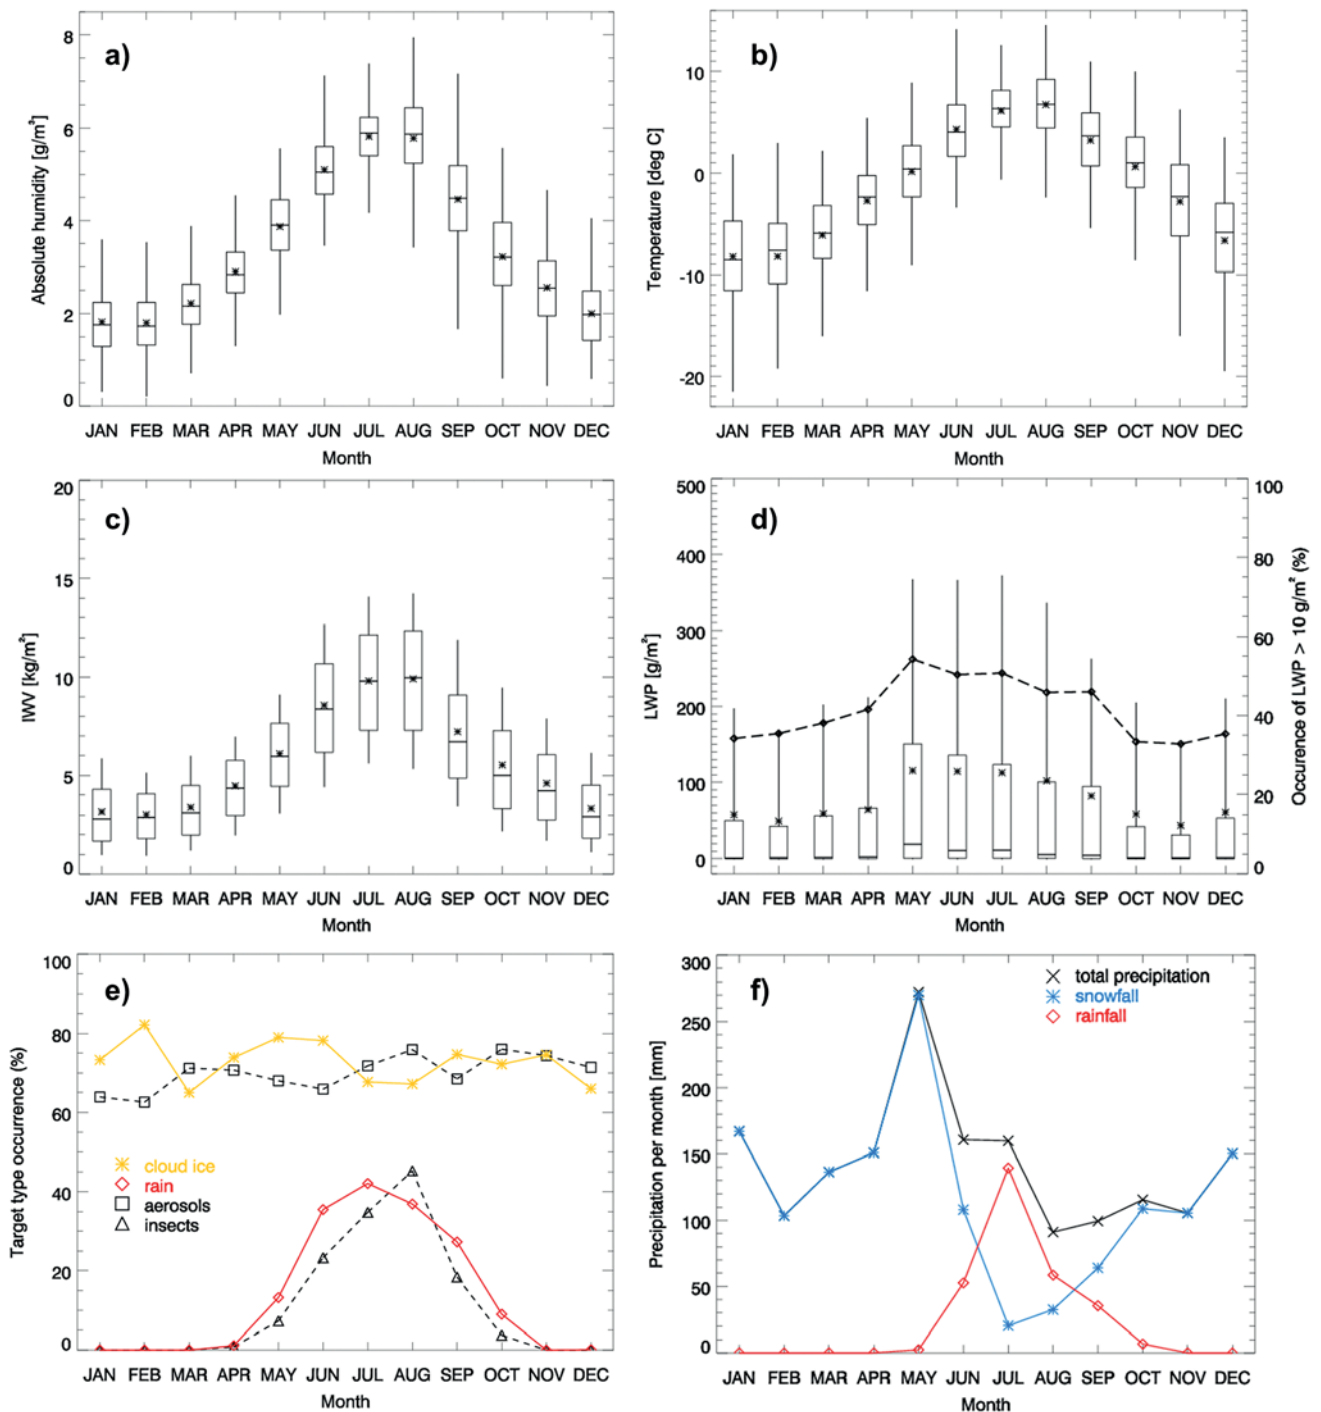 a)
Absolute humidity [g/m³]
8
6
4
2
0
JAN FEB MAR APR MAY JUN JUL AUG SEP OCT NOV DEC
Month
b)
Temperature [deg C]
10
0
-10
-20
JAN FEB MAR APR MAY JUN JUL AUG SEP OCT NOV DEC
Month
c)
IWV [kg/m²]
20
15
10
5
0
JAN FEB MAR APR MAY JUN JUL AUG SEP OCT NOV DEC
Month
d)
LWP [g/m²]
500
400
300
200
100
0
100
80
60
40
20
0
Occurence of LWP > 10 g/m² (%)
JAN FEB MAR APR MAY JUN JUL AUG SEP OCT NOV DEC
Month
e)
Target type occurrence (%)
100
80
60
40
20
0
cloud ice
rain
aerosols
insects
JAN FEB MAR APR MAY JUN JUL AUG SEP OCT NOV DEC
Month
f)
Precipitation per month [mm]
300
250
200
150
100
50
0
total precipitation
snowfall
rainfall
JAN FEB MAR APR MAY JUN JUL AUG SEP OCT NOV DEC
Month